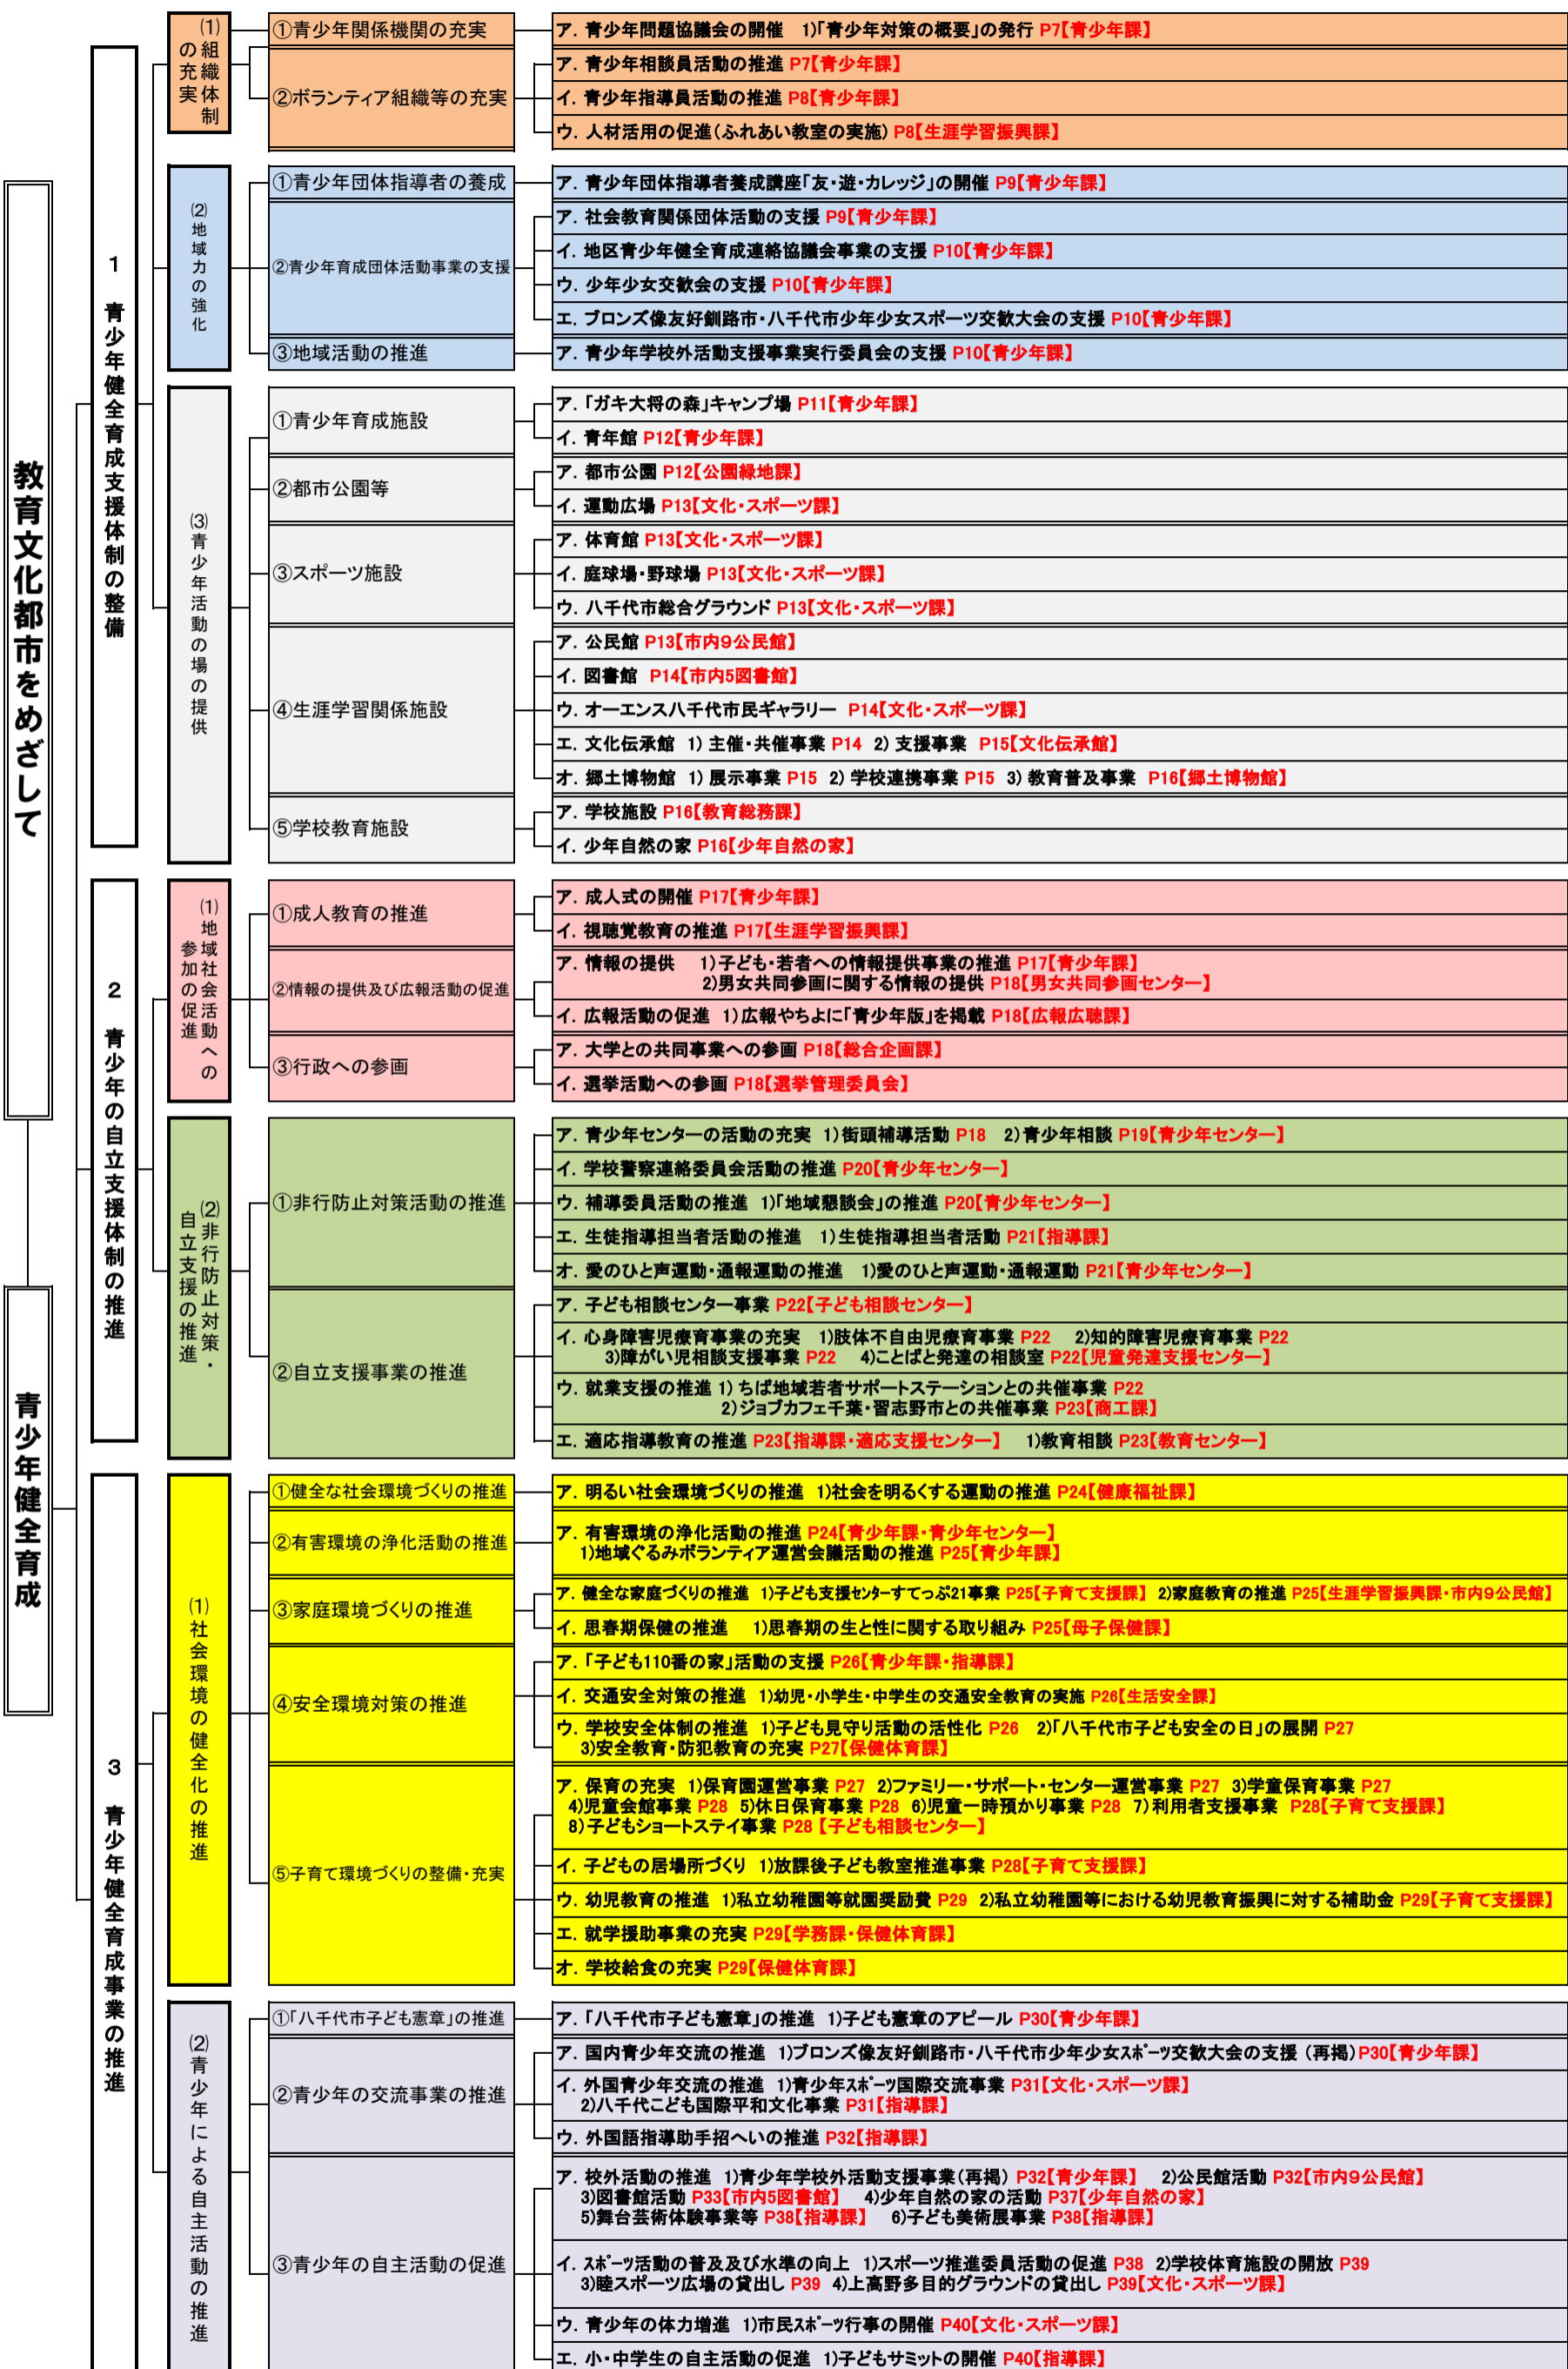 教育文化都市をめざして
青少年健全育成
1 青少年健全育成支援体制の整備
⑴組織体制
の充実
①青少年関係機関の充実
ア. 青少年問題協議会の開催 1)「青少年対策の概要」の発行 P7【青少年課】
②ボランティア組織等の充実
ア. 青少年相談員活動の推進 P7【青少年課】
イ. 青少年指導員活動の推進 P8【青少年課】
ウ. 人材活用の促進(ふれあい教室の実施) P8【生涯学習振興課】
⑵地域力の強化
①青少年団体指導者の養成
ア. 青少年団体指導者養成講座「友・遊・カレッジ」の開催 P9【青少年課】
②青少年育成団体活動事業の支援
ア. 社会教育関係団体活動の支援 P9【青少年課】
イ. 地区青少年健全育成連絡協議会事業の支援 P10【青少年課】
ウ. 少年少女交歓会の支援 P10【青少年課】
エ. ブロンズ像友好釧路市・八千代市少年少女スポーツ交歓大会の支援 P10【青少年課】
③地域活動の推進
ア. 青少年学校外活動支援事業実行委員会の支援 P10【青少年課】
⑶青少年活動の場の提供
①青少年育成施設
ア. 「ガキ大将の森」キャンプ場 P11【青少年課】
イ. 青年館 P12【青少年課】
②都市公園等
ア. 都市公園 P12【公園緑地課】
イ. 運動広場 P13【文化・スポーツ課】
③スポーツ施設
ア. 体育館 P13【文化・スポーツ課】
イ. 庭球場・野球場 P13【文化・スポーツ課】
ウ. 八千代市総合グラウンド P13【文化・スポーツ課】
④生涯学習関係施設
ア. 公民館 P13【市内9公民館】
イ. 図書館 P14【市内5図書館】
ウ. オーエンス八千代市民ギャラリー P14【文化・スポーツ課】
エ. 文化伝承館 1) 主催・共催事業 P14 2) 支援事業 P15【文化伝承館】
オ. 郷土博物館 1) 展示事業 P15 2) 学校連携事業 P15 3) 教育普及事業 P16【郷土博物館】
⑤学校教育施設
ア. 学校施設 P16【教育総務課】
イ. 少年自然の家 P16【少年自然の家】
2 青少年の自立支援体制の推進
⑴地域社会活動への
参加の促進
①成人教育の推進
ア. 成人式の開催 P17【青少年課】
イ. 視聴覚教育の推進 P17【生涯学習振興課】
②情報の提供及び広報活動の促進
ア. 情報の提供 1)子ども・若者への情報提供事業の推進 P17【青少年課】
2)男女共同参画に関する情報の提供 P18【男女共同参画センター】
イ. 広報活動の促進 1)広報やちよに「青少年版」を掲載 P18【広報広聴課】
③行政への参画
ア. 大学との共同事業への参画 P18【総合企画課】
イ. 選挙活動への参画 P18【選挙管理委員会】
⑵非行防止対策・
自立支援の推進
①非行防止対策活動の推進
ア. 青少年センターの活動の充実 1)街頭補導活動 P18 2)青少年相談 P19【青少年センター】
イ. 学校警察連絡委員会活動の推進 P20【青少年センター】
ウ. 補導委員活動の推進 1)「地域懇談会」の推進 P20【青少年センター】
エ. 生徒指導担当者活動の推進 1)生徒指導担当者活動 P21【指導課】
オ. 愛のひと声運動・通報運動の推進 1)愛のひと声運動・通報運動 P21【青少年センター】
②自立支援事業の推進
ア. 子ども相談センター事業 P22【子ども相談センター】
イ. 心身障害児療育事業の充実 1)肢体不自由児療育事業 P22 2)知的障害児療育事業 P22
3)障がい児相談支援事業 P22 4)ことばと発達の相談室 P22【児童発達支援センター】
ウ. 就業支援の推進 1) ちば地域若者サポートステーションとの共催事業 P22
2)ジョブカフェ千葉・習志野市との共催事業 P23【商工課】
エ. 適応指導教育の推進 P23【指導課・適応支援センター】 1)教育相談 P23【教育センター】
3 青少年健全育成事業の推進
⑴社会環境の健全化の推進
①健全な社会環境づくりの推進
ア. 明るい社会環境づくりの推進 1)社会を明るくする運動の推進 P24【健康福祉課】
②有害環境の浄化活動の推進
ア. 有害環境の浄化活動の推進 P24【青少年課・青少年センター】
1)地域ぐるみボランティア運営会議活動の推進 P25【青少年課】
③家庭環境づくりの推進
ア. 健全な家庭づくりの推進 1)子ども支援ｾﾝﾀｰすてっぷ21事業 P25【子育て支援課】 2)家庭教育の推進 P25【生涯学習振興課・市内9公民館】
イ. 思春期保健の推進 1)思春期の生と性に関する取り組み P25【母子保健課】
④安全環境対策の推進
ア. 「子ども110番の家」活動の支援 P26【青少年課・指導課】
イ. 交通安全対策の推進 1)幼児・小学生・中学生の交通安全教育の実施 P26【生活安全課】
ウ. 学校安全体制の推進 1)子ども見守り活動の活性化 P26 2)「八千代市子ども安全の日」の展開 P27
3)安全教育・防犯教育の充実 P27【保健体育課】
⑤子育て環境づくりの整備・充実
ア. 保育の充実 1)保育園運営事業 P27 2)ファミリー・サポート・センター運営事業 P27 3)学童保育事業 P27
4)児童会館事業 P28 5)休日保育事業 P28 6)児童一時預かり事業 P28 7)利用者支援事業 P28【子育て支援課】
8)子どもショートステイ事業 P28 【子ども相談センター】
イ. 子どもの居場所づくり 1)放課後子ども教室推進事業 P28【子育て支援課】
ウ. 幼児教育の推進 1)私立幼稚園等就園奨励費 P29 2)私立幼稚園等における幼児教育振興に対する補助金 P29【子育て支援課】
エ. 就学援助事業の充実 P29【学務課・保健体育課】
オ. 学校給食の充実 P29【保健体育課】
⑵青少年による自主活動の推進
①「八千代市子ども憲章」の推進
ア. 「八千代市子ども憲章」の推進 1)子ども憲章のアピール P30【青少年課】
②青少年の交流事業の推進
ア. 国内青少年交流の推進 1)ブロンズ像友好釧路市・八千代市少年少女ｽﾎﾟｰﾂ交歓大会の支援 (再掲)P30【青少年課】
イ. 外国青少年交流の推進 1)青少年ｽﾎﾟｰﾂ国際交流事業 P31【文化・スポーツ課】
2)八千代こども国際平和文化事業 P31【指導課】
ウ. 外国語指導助手招へいの推進 P32【指導課】
③青少年の自主活動の促進
ア. 校外活動の推進 1)青少年学校外活動支援事業(再掲) P32【青少年課】 2)公民館活動 P32【市内9公民館】
3)図書館活動 P33【市内5図書館】 4)少年自然の家の活動 P37【少年自然の家】
5)舞台芸術体験事業等 P38【指導課】 6)子ども美術展事業 P38【指導課】
イ. ｽﾎﾟｰﾂ活動の普及及び水準の向上 1)スポーツ推進委員活動の促進 P38 2)学校体育施設の開放 P39
3)睦スポーツ広場の貸出し P39 4)上高野多目的グラウンドの貸出し P39【文化・スポーツ課】
ウ. 青少年の体力増進 1)市民ｽﾎﾟｰﾂ行事の開催 P40【文化・スポーツ課】
エ. 小・中学生の自主活動の促進 1)子どもサミットの開催 P40【指導課】